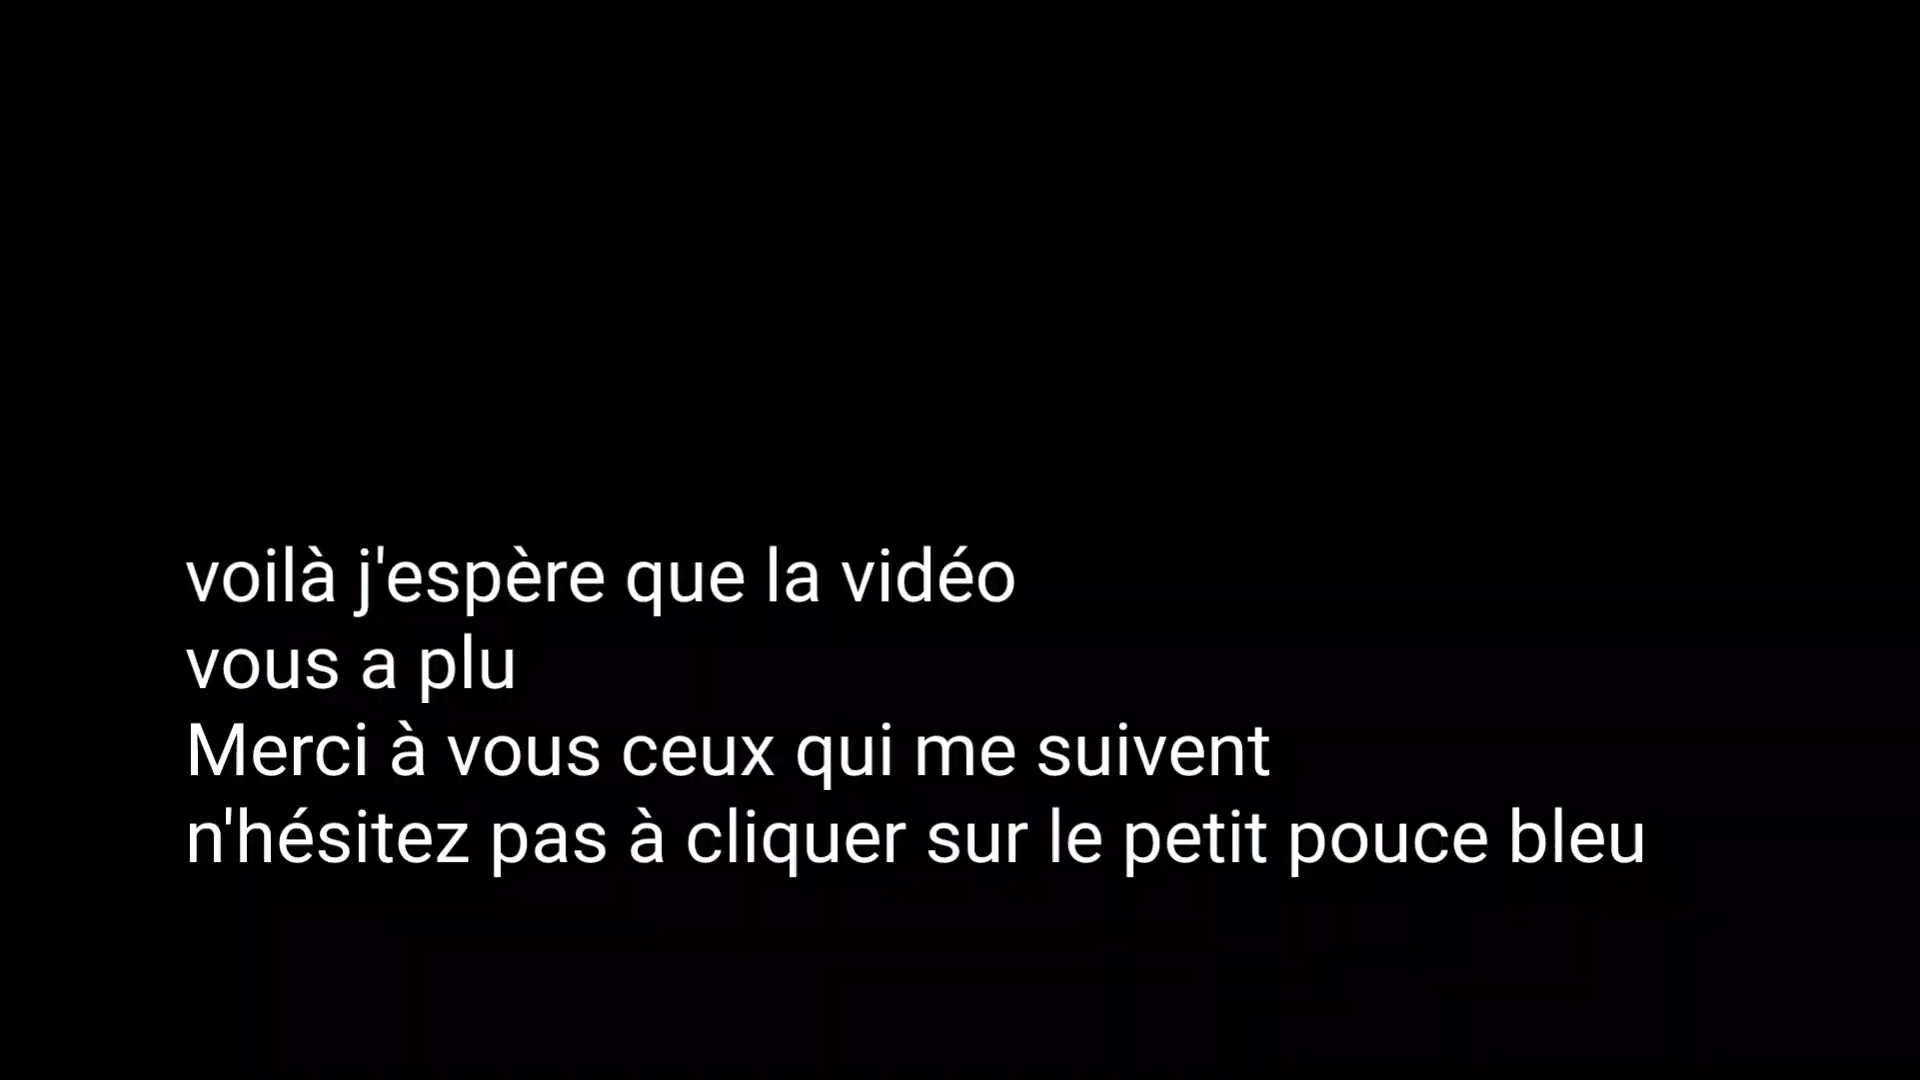 voilà j'espère que la vidéo
vous a plu
Merci à vous ceux qui me suivent
n'hésitez pas à cliquer sur le petit pouce bleu